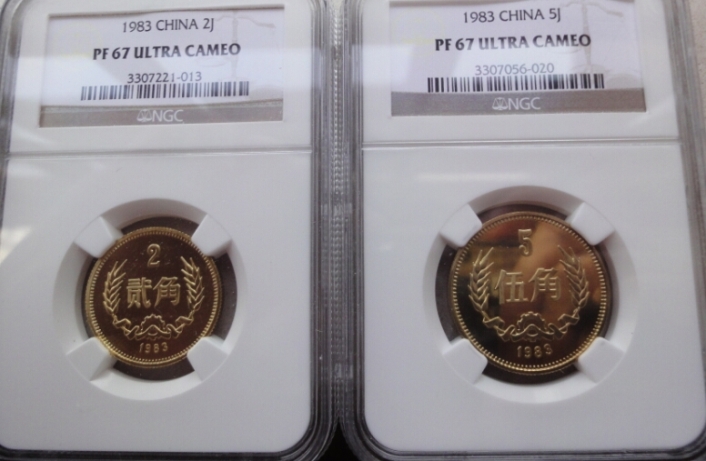 1983 CHINA 2J
PF 67 ULTRA CAMEO
3307221-013
NGC
2
贰角
1983
1983 CHINA 5J
PF 67 ULTRA CAMEO
3307056-020
NGC
5
伍角
1983